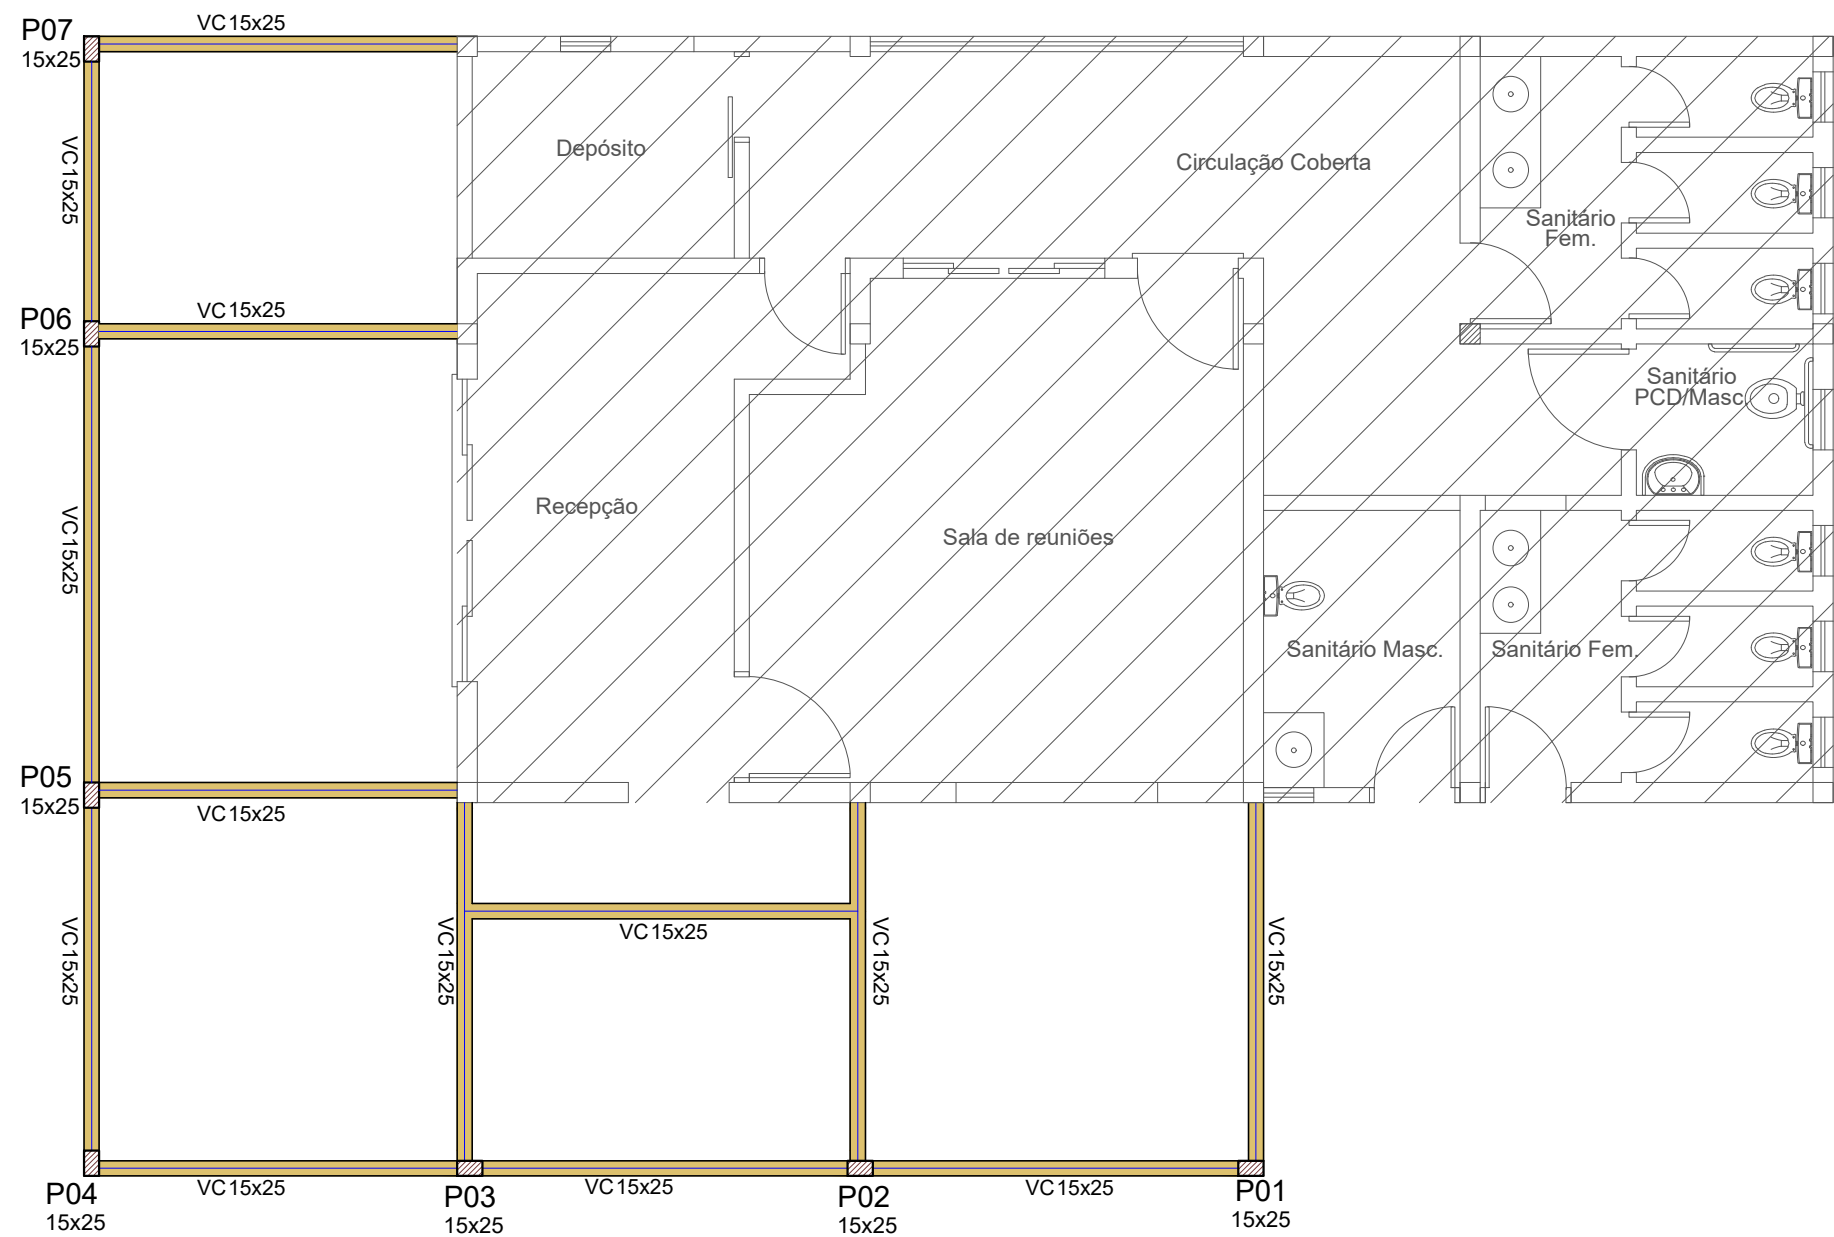 VC15x25
P07
15x25
Depósito
Circulação Coberta
VC15x25
Sanitário
Fem.
VC15x25
P06
15x25
Sanitário
PCD/Masc.
Recepção
VC15x25
Sala de reuniões
Sanitário Masc.
Sanitário Fem.
P05
15x25
VC15x25
VC15x25
VC15x25
VC15x25
VC15x25
VC15x25
VC15x25
VC15x25
VC15x25
P04
15x25
P03
15x25
P02
15x25
P01
15x25